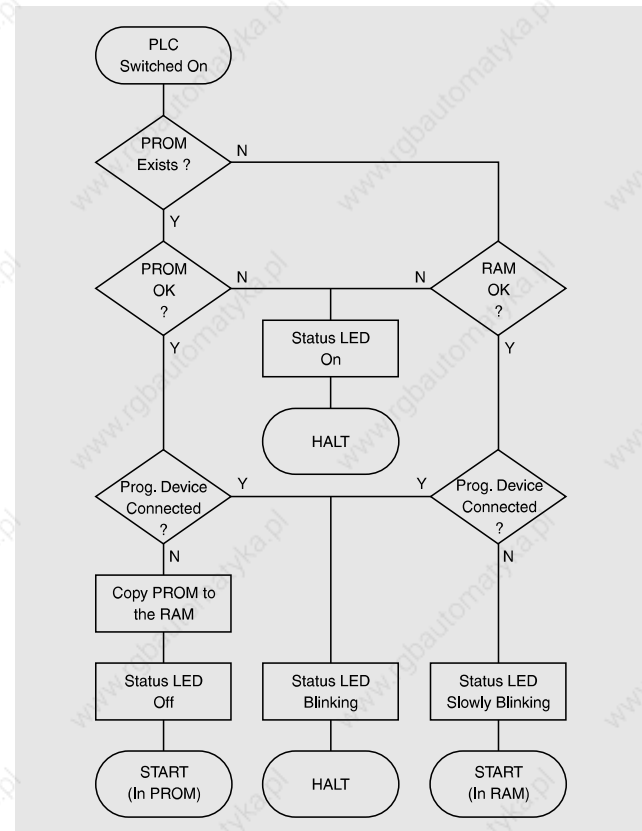 PLC
Switched On
PROM
Exists ?
N
Y
PROM
OK
?
N
N
RAM
OK
?
Y
Status LED
On
Y
HALT
Prog. Device
Connected
?
Y
Y
Prog. Device
Connected
?
N
N
Copy PROM to
the RAM
Status LED
Off
Status LED
Blinking
Status LED
Slowly Blinking
START
(In PROM)
HALT
START
(In RAM)
www.rgbautomatyka.pl